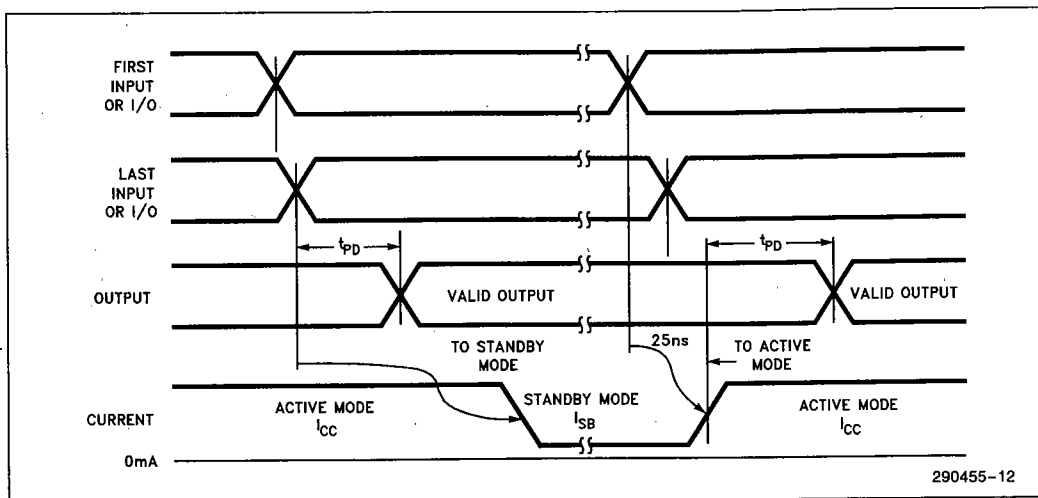 FIRST
INPUT
OR I/O
LAST
INPUT
OR I/O
tPD
tPD
OUTPUT
VALID OUTPUT
VALID OUTPUT
TO STANDBY
MODE
25ns
TO ACTIVE
MODE
CURRENT
ACTIVE MODE
ICC
STANDBY MODE
ISB
ACTIVE MODE
ICC
0mA
290455-12